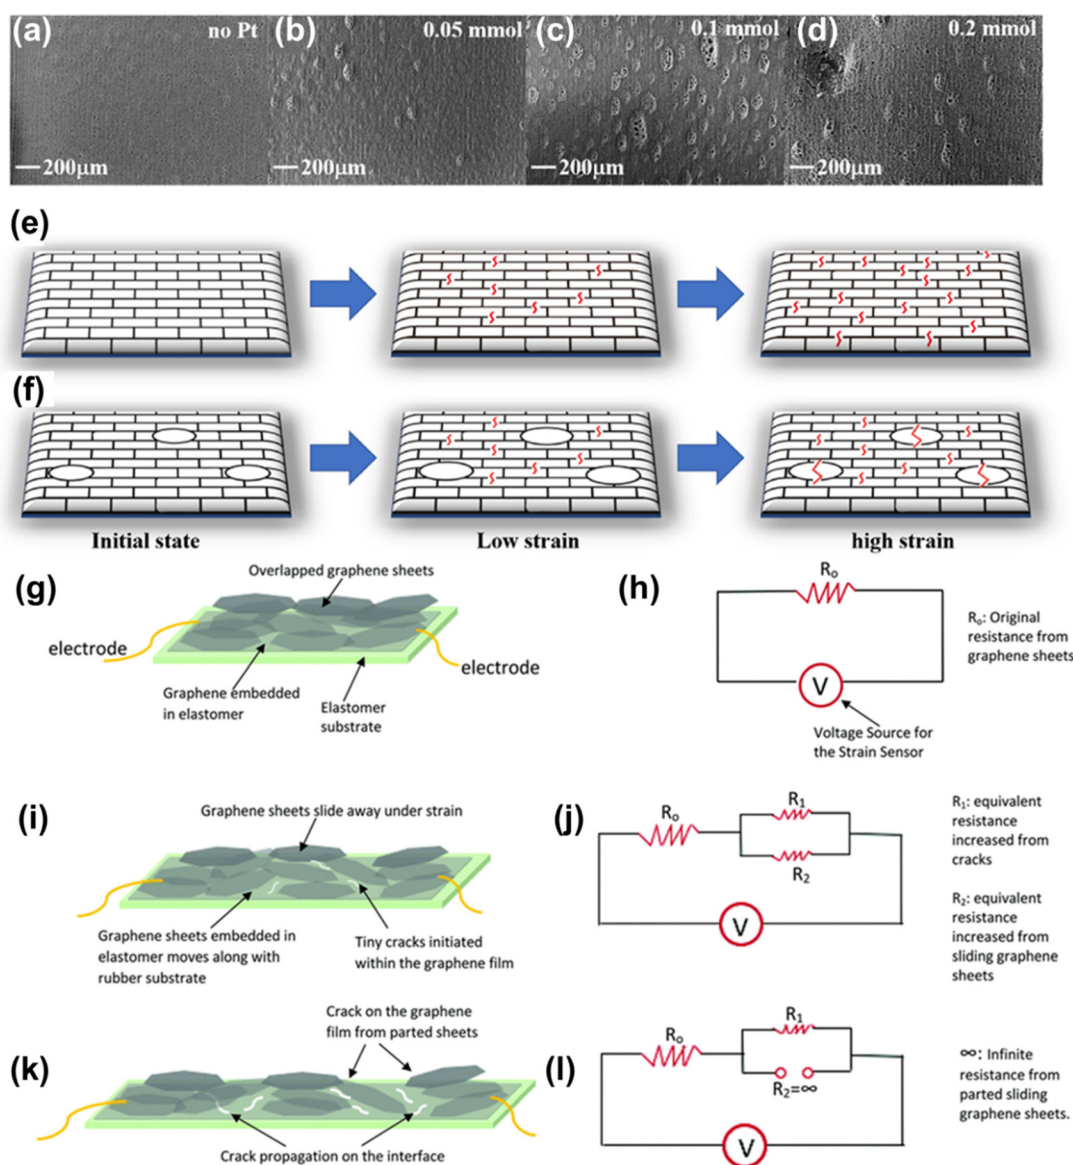 (a) no Pt
200μm
(b) 0.05 mmol
200μm
(c) 0.1 mmol
200μm
(d) 0.2 mmol
200μm
(e)
(f)
Initial state
Low strain
high strain
(g)
Overlapped graphene sheets
electrode
electrode
Graphene embedded
in elastomer
Elastomer
substrate
(h)
Ro
V
Ro: Original
resistance from
graphene sheets
Voltage Source for
the Strain Sensor
(i)
Graphene sheets slide away under strain
Graphene sheets embedded in
elastomer moves along with
rubber substrate
Tiny cracks initiated
within the graphene film
(j)
Ro
R1
R2
V
R1: equivalent
resistance
increased from
cracks
R2: equivalent
resistance
increased from
sliding graphene
sheets
(k)
Crack on the graphene
film from parted sheets
Crack propagation on the interface
(l)
Ro
R1
R2=∞
V
∞: Infinite
resistance from
parted sliding
graphene sheets.